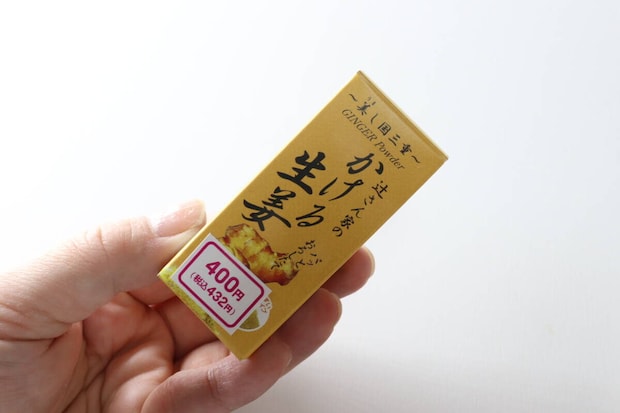 ～美し国三重～
GINGER Powder
辻さん家の
かける
生姜
400円
(税込432円)